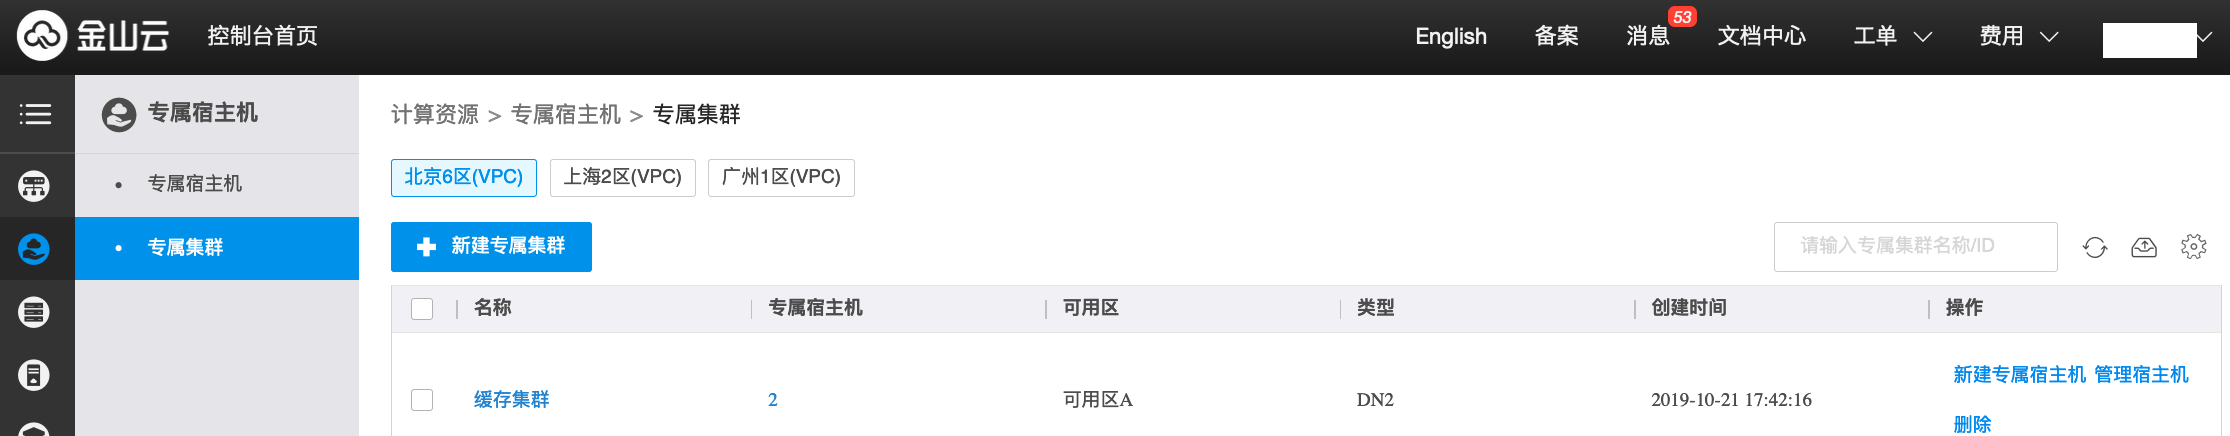 金山云 控制台首页 English 备案 消息 53 文档中心 工单 费用
专属宿主机
专属宿主机
专属集群
计算资源 > 专属宿主机 > 专属集群
北京6区(VPC) 上海2区(VPC) 广州1区(VPC)
新建专属集群 请输入专属集群名称/ID
名称 专属宿主机 可用区 类型 创建时间 操作
缓存集群 2 可用区A DN2 2019-10-21 17:42:16 新建专属宿主机 管理宿主机
删除